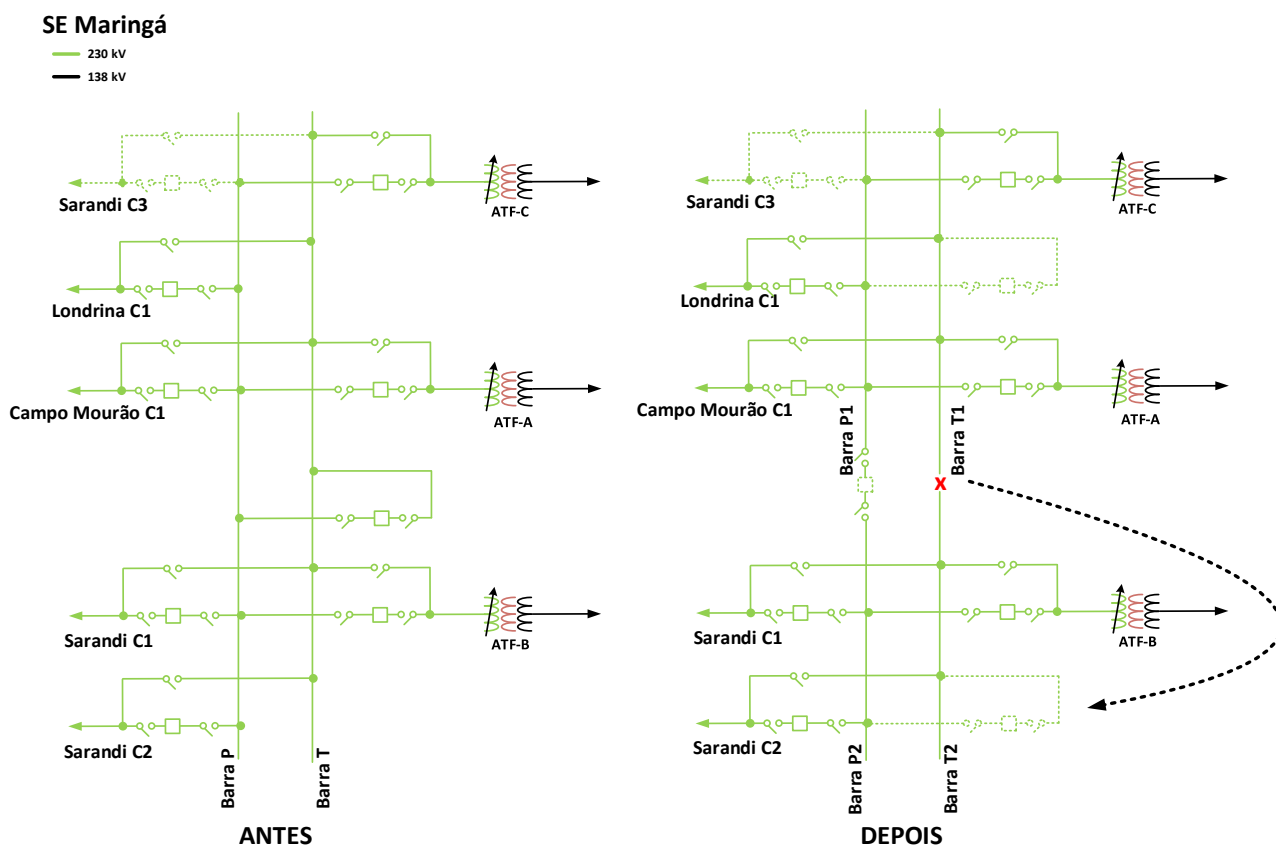 SE Maringá
230 kV
138 kV
Sarandi C3
ATF-C
Londrina C1
Campo Mourão C1
ATF-A
Sarandi C1
ATF-B
Sarandi C2
Barra P
Barra T
ANTES
Sarandi C3
ATF-C
Londrina C1
Campo Mourão C1
ATF-A
Barra P1
Barra T1
X
Sarandi C1
ATF-B
Sarandi C2
Barra P2
Barra T2
DEPOIS